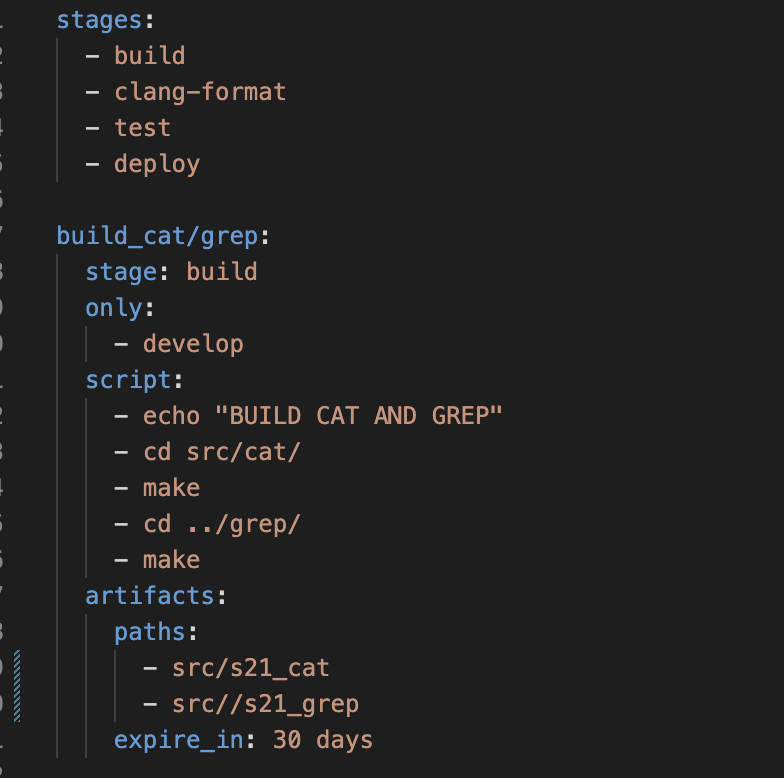 stages:
  - build
  - clang-format
  - test
  - deploy

build_cat/grep:
  stage: build
  only:
    - develop
  script:
    - echo "BUILD CAT AND GREP"
    - cd src/cat/
    - make
    - cd ../grep/
    - make
  artifacts:
    paths:
      - src/s21_cat
      - src//s21_grep
    expire_in: 30 days